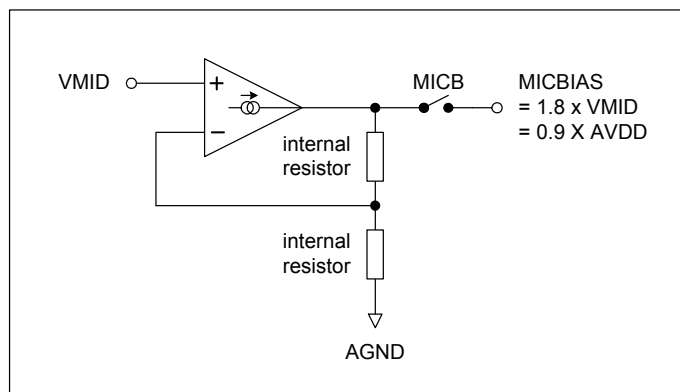 VMID
+
−
MICB
MICBIAS
= 1.8 x VMID
= 0.9 X AVDD
internal
resistor
internal
resistor
AGND